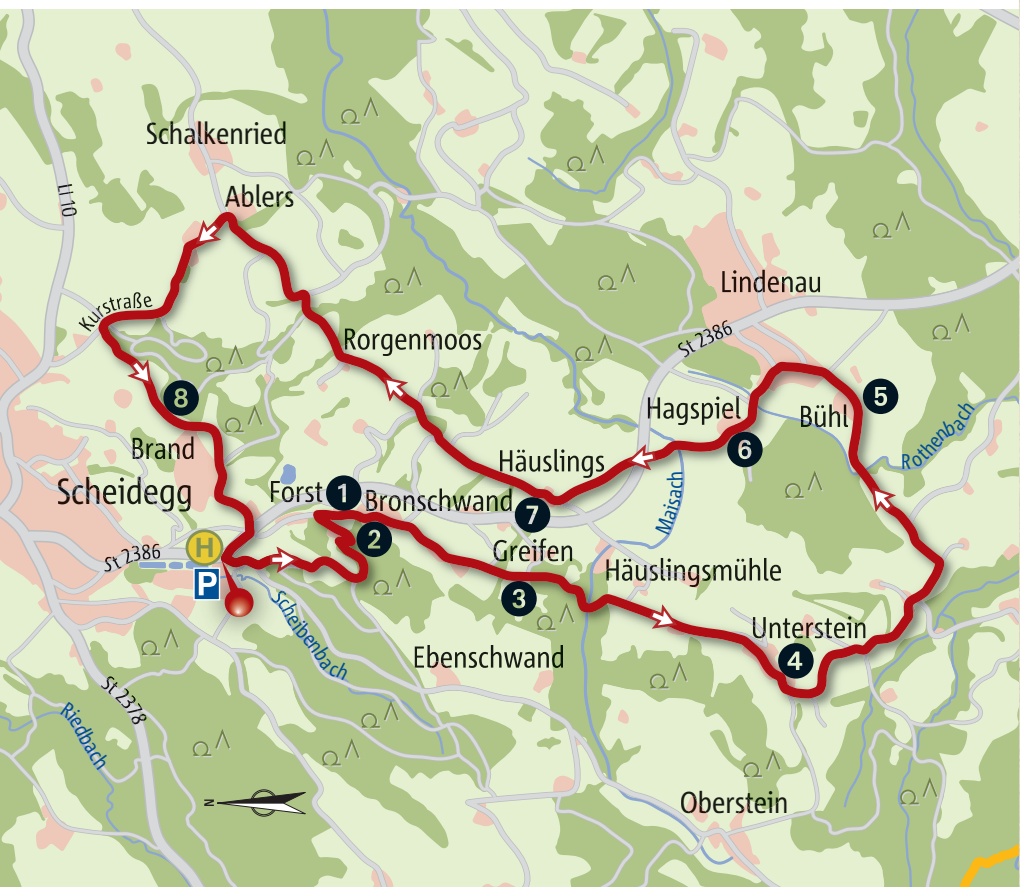 Schalkenried
Ablers
LI 10
Lindenau
Kurstraße
St 2386
Rorgenmoos
8
5
Hagspiel
Bühl
6
Rothenbach
Brand
Häuslings
Scheidegg
Forst
1
Bronschwand
7
Maisach
2
H
St 2386
P
Greifen
3
Häuslingsmühle
Scheibenbach
Unterstein
4
Ebenschwand
St 2378
Riedbach
N
Oberstein